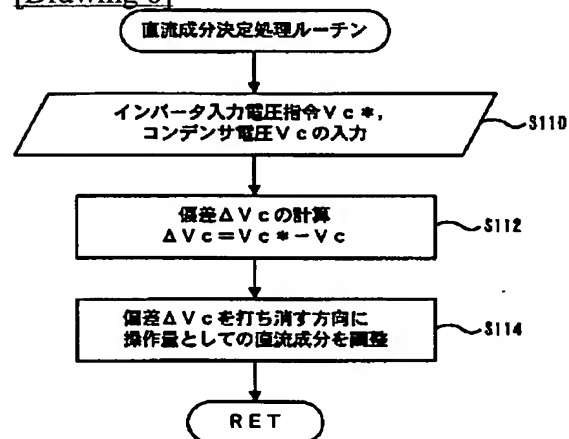 [Drawing 6]
直流成分決定処理ルーチン
インバータ入力電圧指令Ｖｃ＊，
コンデンサ電圧Ｖｃの入力
S110
偏差ΔＶｃの計算
ΔＶｃ＝Ｖｃ＊－Ｖｃ
S112
偏差ΔＶｃを打ち消す方向に
操作量としての直流成分を調整
S114
ＲＥＴ